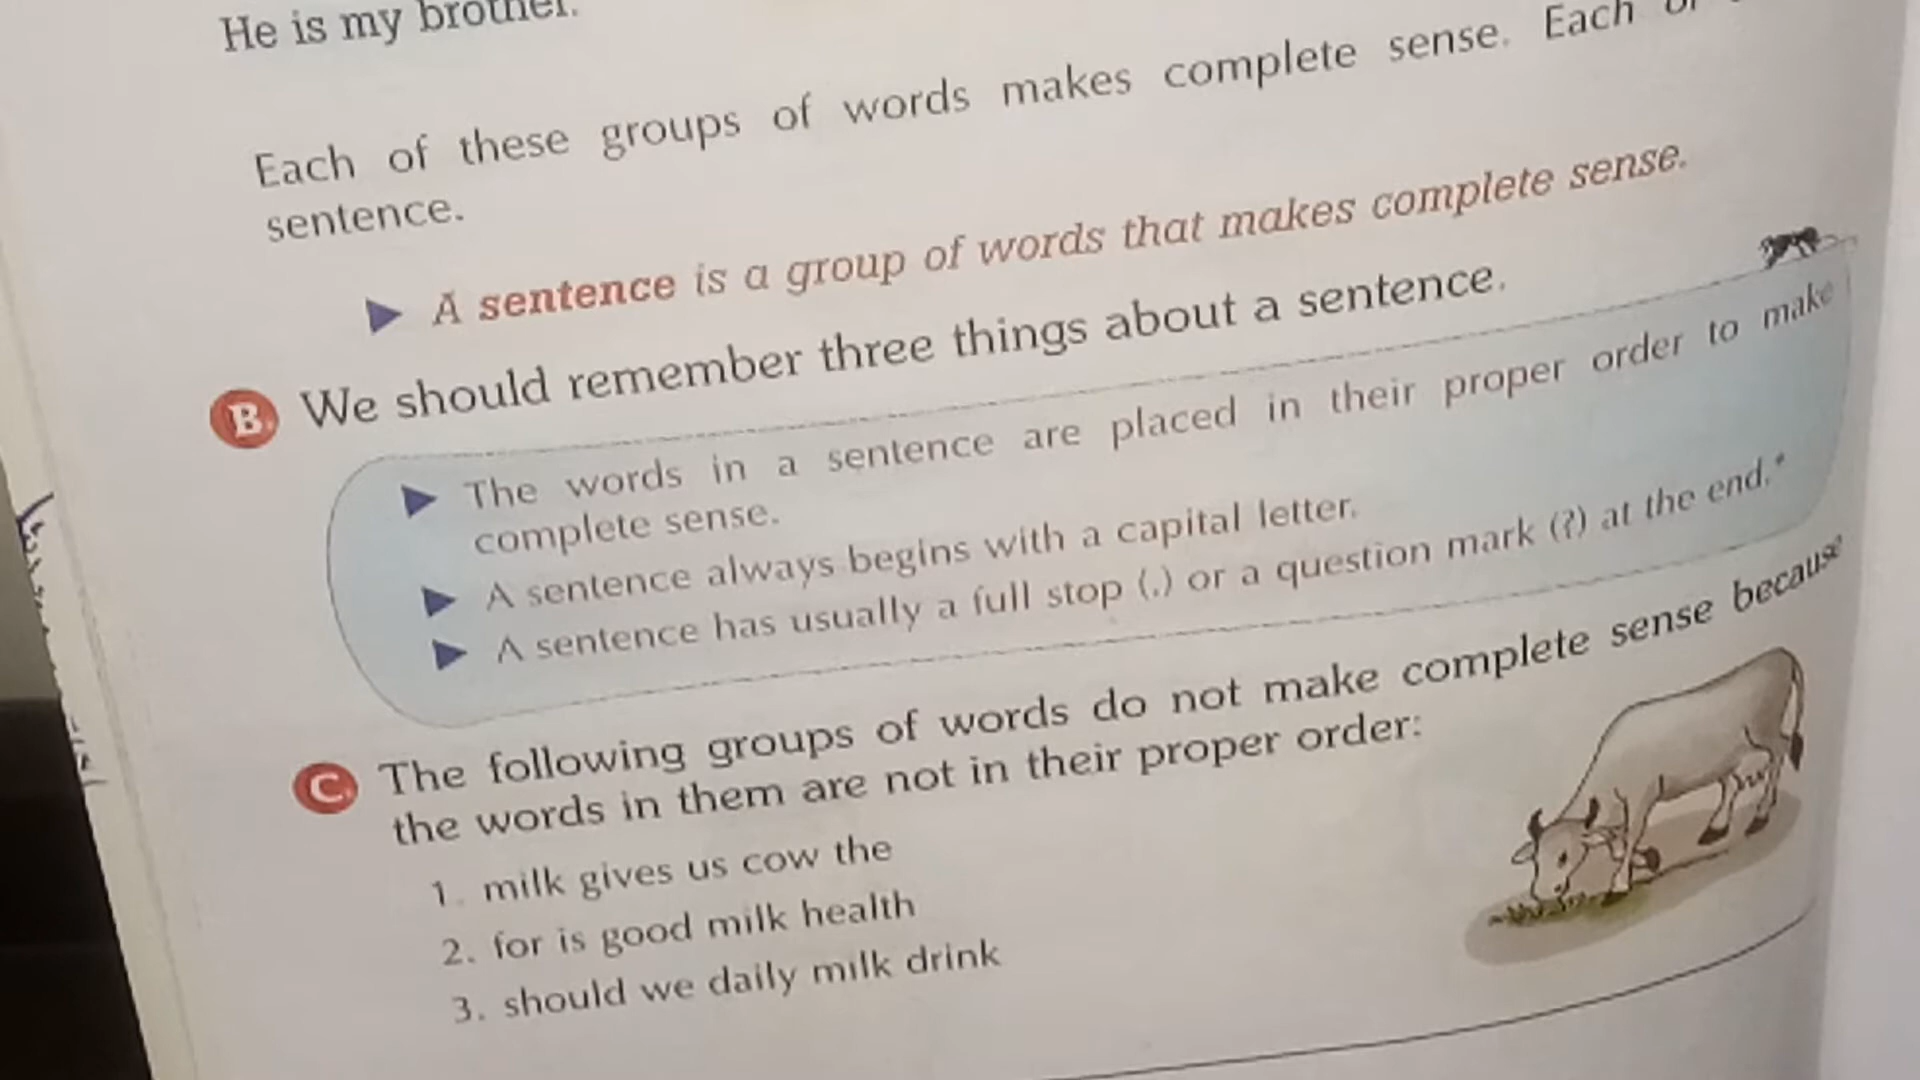 He is my brother.
Each of these groups of words makes complete sense. Each of
sentence.
A sentence is a group of words that makes complete sense.
B. We should remember three things about a sentence.
The words in a sentence are placed in their proper order to make
complete sense.
A sentence always begins with a capital letter.
A sentence has usually a full stop (.) or a question mark (?) at the end.*
C. The following groups of words do not make complete sense because
the words in them are not in their proper order:
1. milk gives us cow the
2. for is good milk health
3. should we daily milk drink